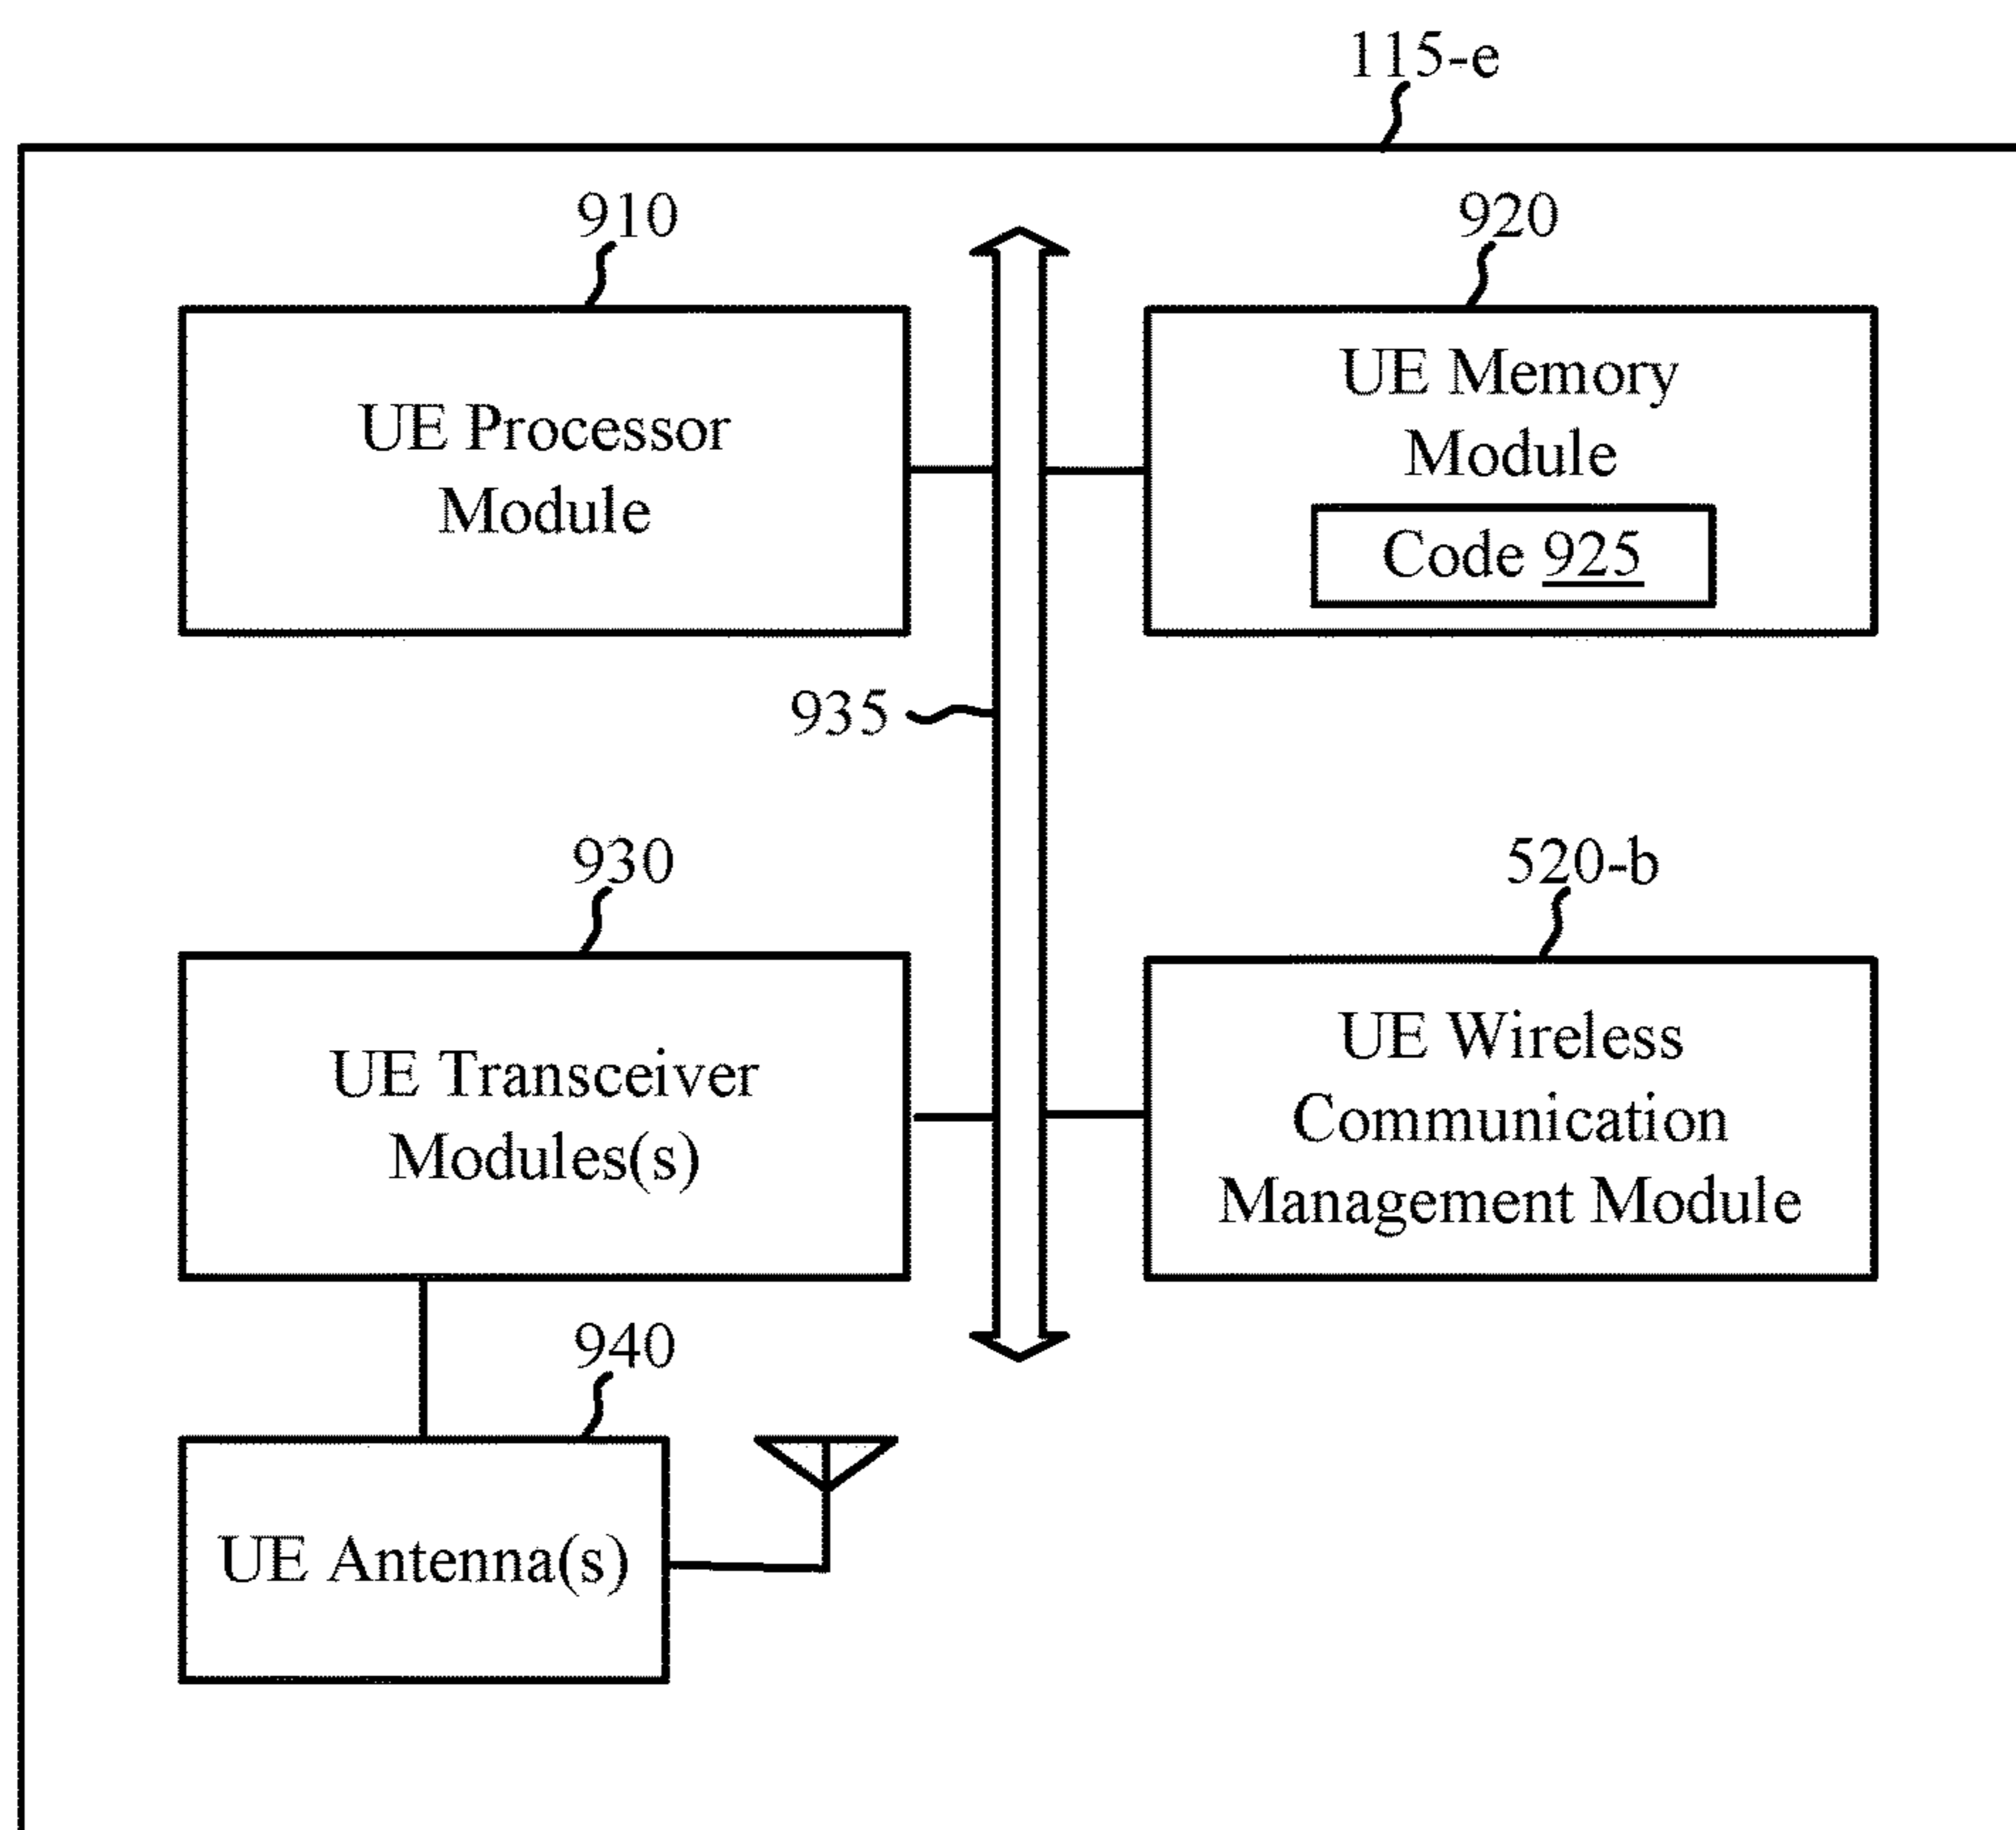 115-e
910
920
UE Processor
Module
UE Memory
Module
Code 925
935
930
520-b
UE Transceiver
Modules(s)
UE Wireless
Communication
Management Module
940
UE Antenna(s)